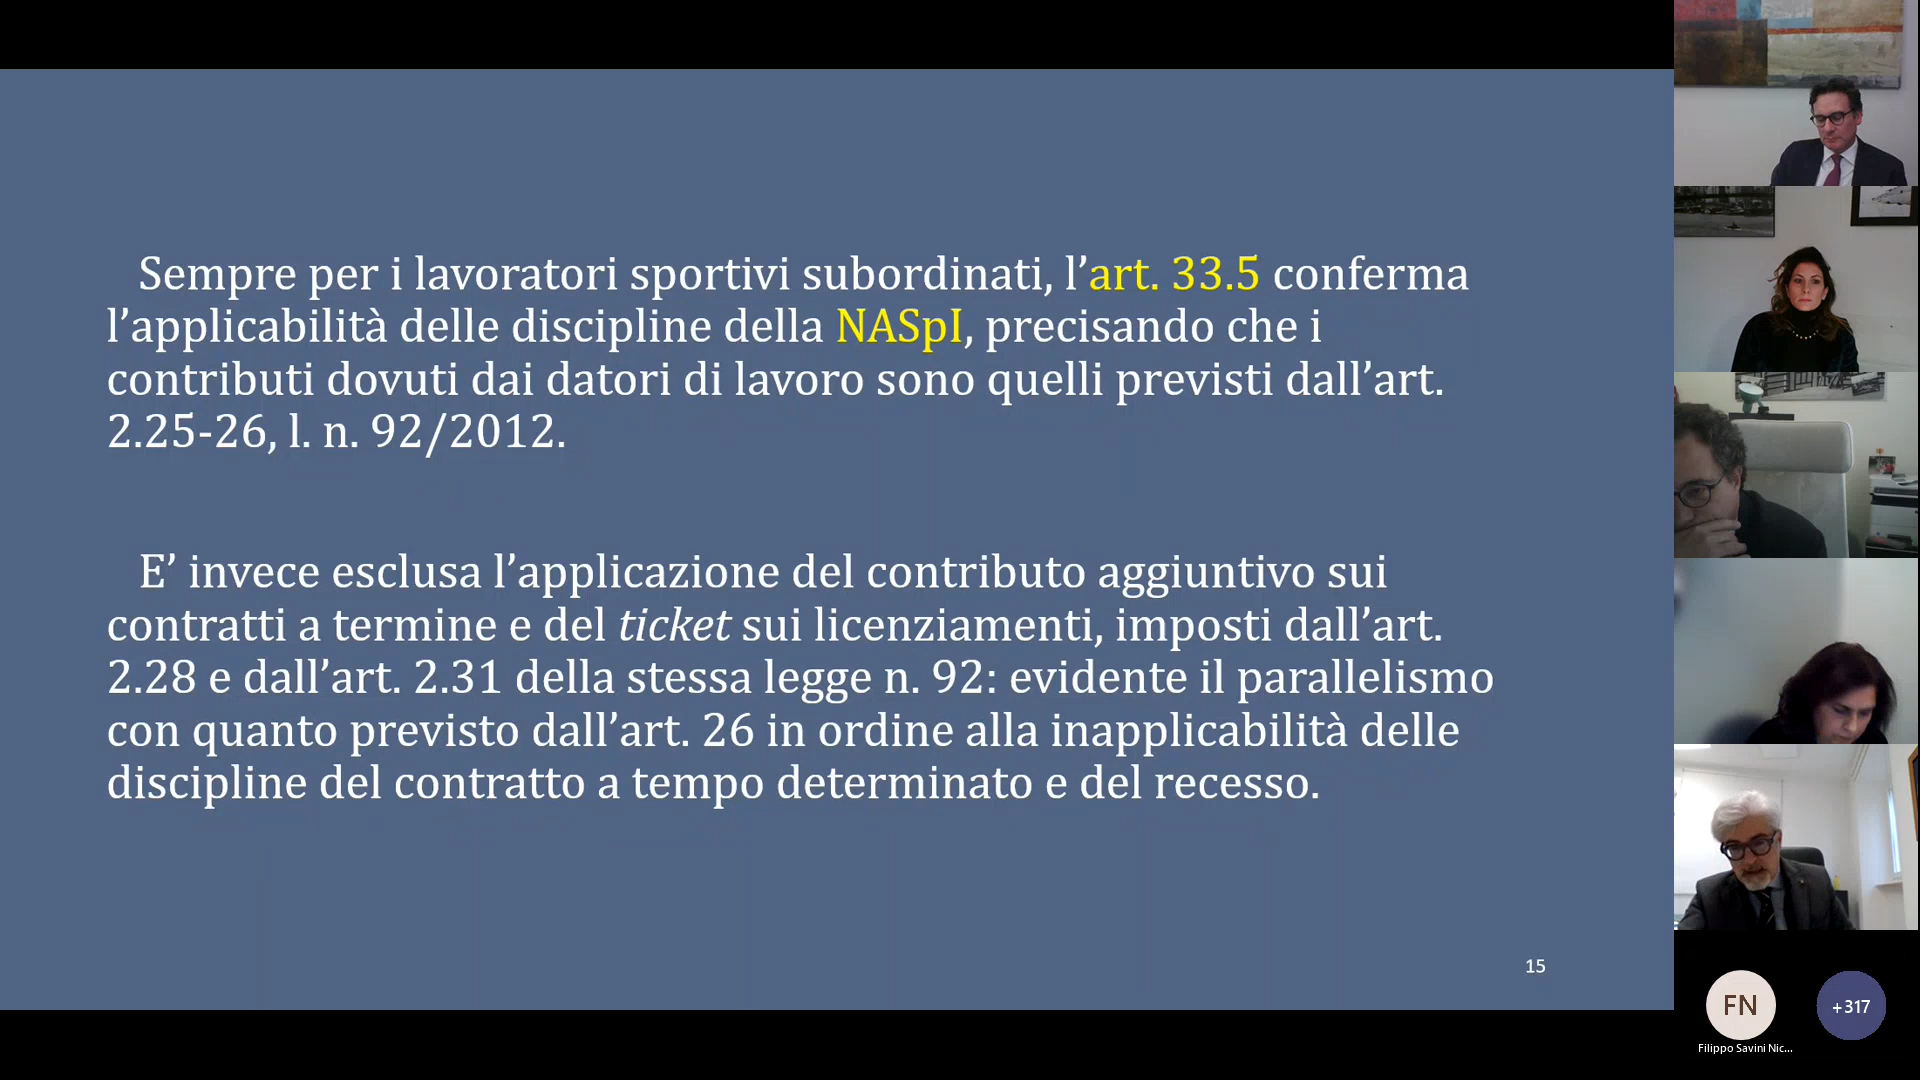 Sempre per i lavoratori sportivi subordinati, l’art. 33.5 conferma
l’applicabilità delle discipline della NASpI, precisando che i
contributi dovuti dai datori di lavoro sono quelli previsti dall’art.
2.25-26, l. n. 92/2012.
E’ invece esclusa l’applicazione del contributo aggiuntivo sui
contratti a termine e del ticket sui licenziamenti, imposti dall’art.
2.28 e dall’art. 2.31 della stessa legge n. 92: evidente il parallelismo
con quanto previsto dall’art. 26 in ordine alla inapplicabilità delle
discipline del contratto a tempo determinato e del recesso.
15
FN
+317
Filippo Savini Nic...